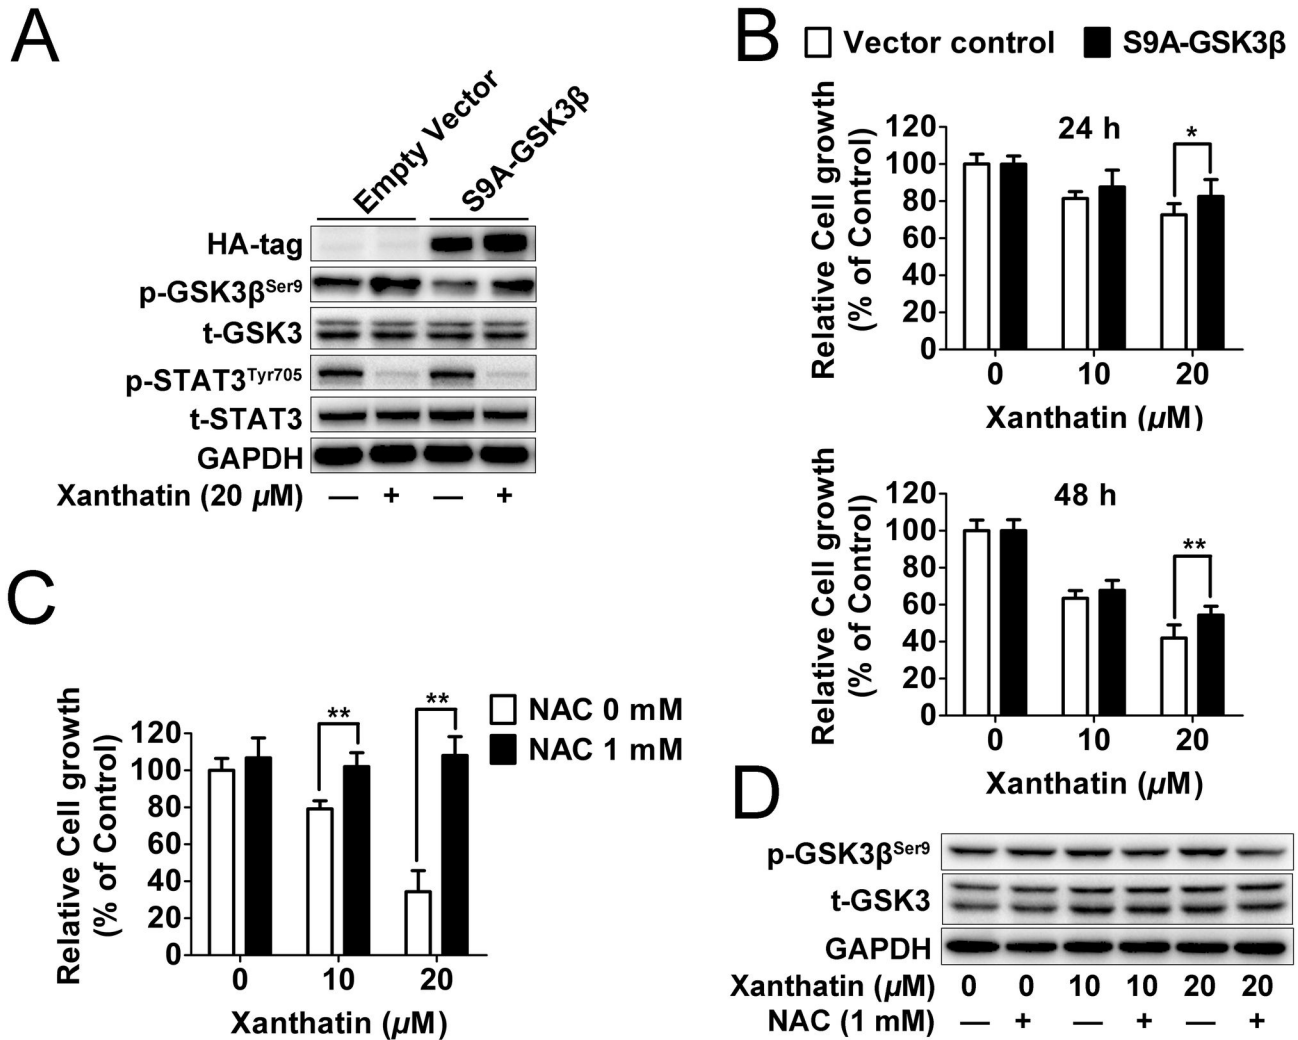 A
Empty Vector
S9A-GSK3β
HA-tag
p-GSK3βSer9
t-GSK3
p-STAT3Tyr705
t-STAT3
GAPDH
Xanthatin (20 µM) — + — +
B
Vector control S9A-GSK3β
Relative Cell growth
(% of Control)
24 h
*
120
100
80
60
40
20
0
0 10 20
Xanthatin (µM)
Relative Cell growth
(% of Control)
48 h
**
120
100
80
60
40
20
0
0 10 20
Xanthatin (µM)
C
Relative Cell growth
(% of Control)
NAC 0 mM
NAC 1 mM
** **
120
100
80
60
40
20
0
0 10 20
Xanthatin (µM)
D
p-GSK3βSer9
t-GSK3
GAPDH
Xanthatin (µM) 0 0 10 10 20 20
NAC (1 mM) — + — + — +